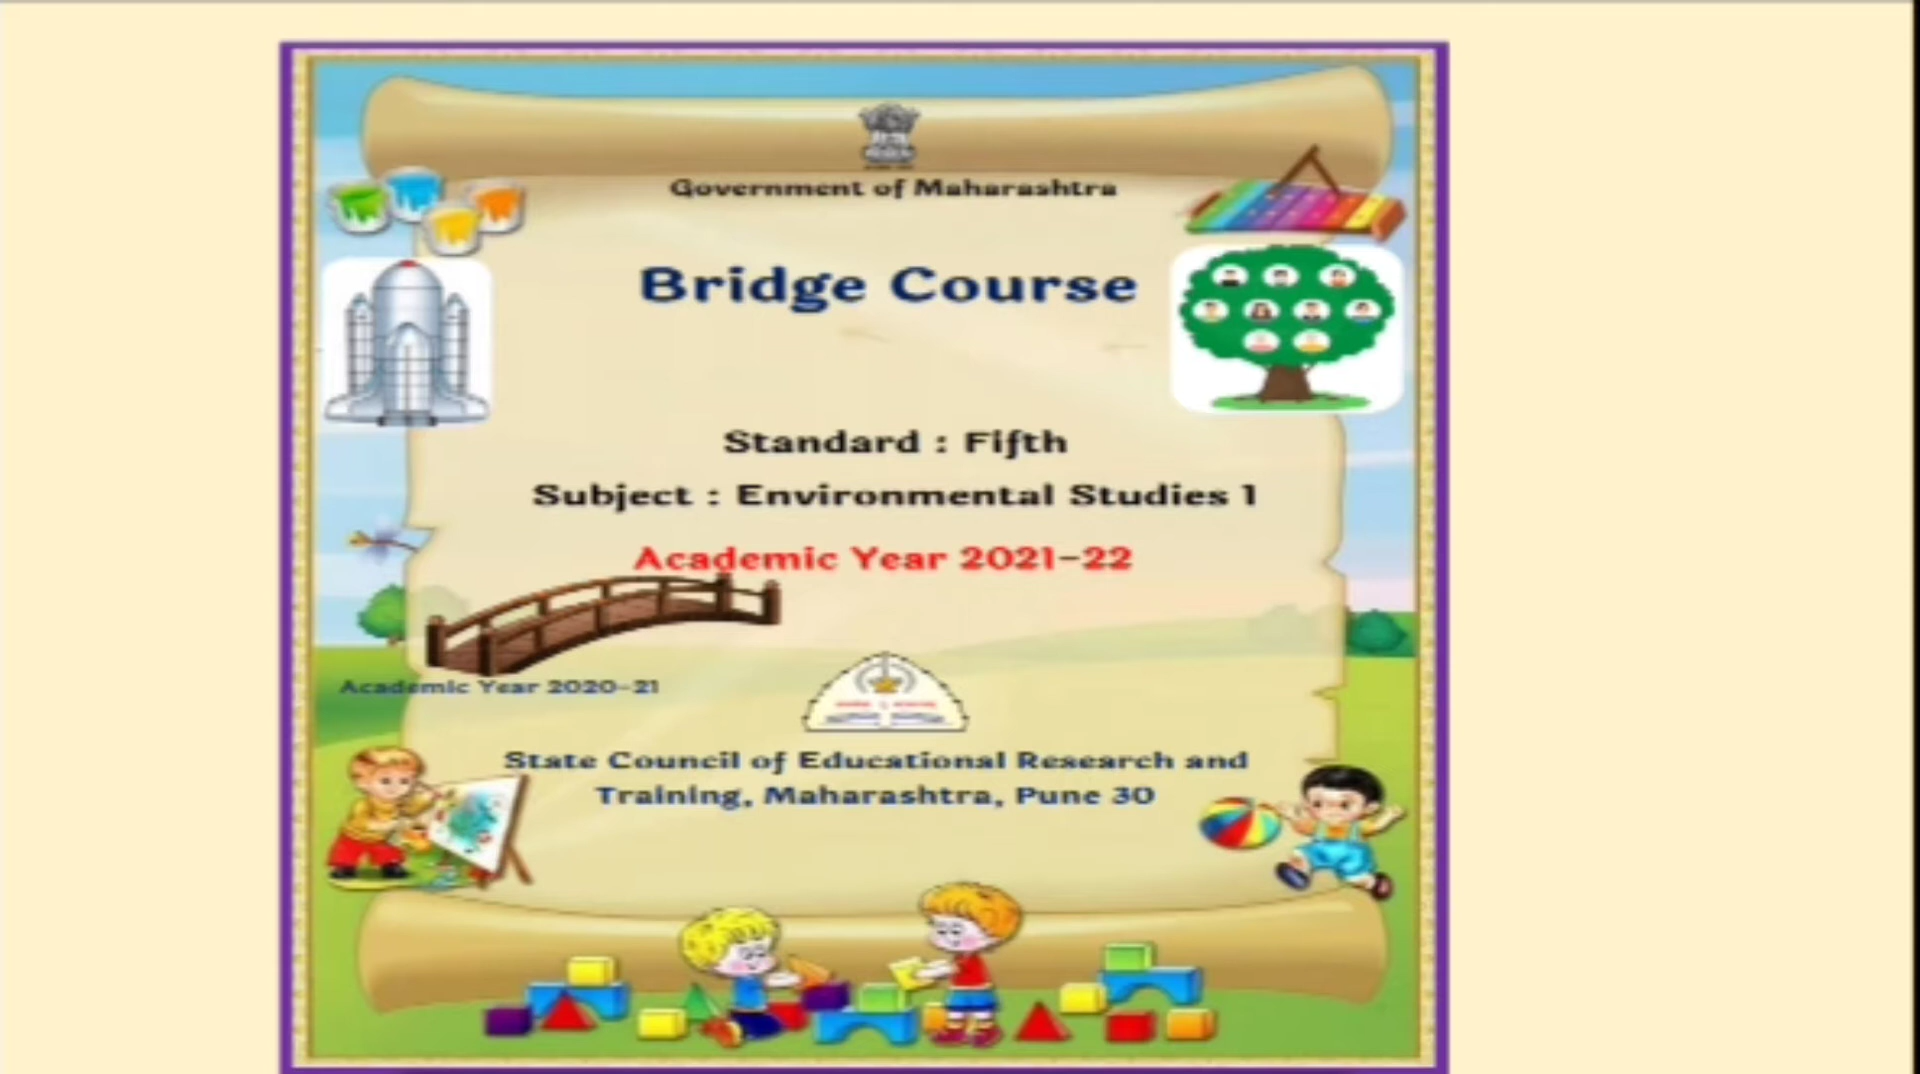 Government of Maharashtra
Bridge Course
Standard : Fifth
Subject : Environmental Studies 1
Academic Year 2021-22
Academic Year 2020-21
State Council of Educational Research and
Training, Maharashtra, Pune 30